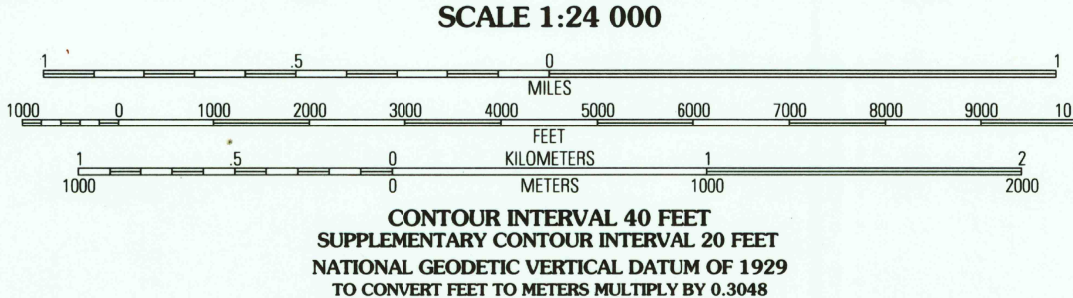 SCALE 1:24 000
1 .5 0 1
MILES
1000 0 1000 2000 3000 4000 5000 6000 7000 8000 9000 10
FEET
1 .5 0 KILOMETERS 1 2
1000 0 METERS 1000 2000
CONTOUR INTERVAL 40 FEET
SUPPLEMENTARY CONTOUR INTERVAL 20 FEET
NATIONAL GEODETIC VERTICAL DATUM OF 1929
TO CONVERT FEET TO METERS MULTIPLY BY 0.3048